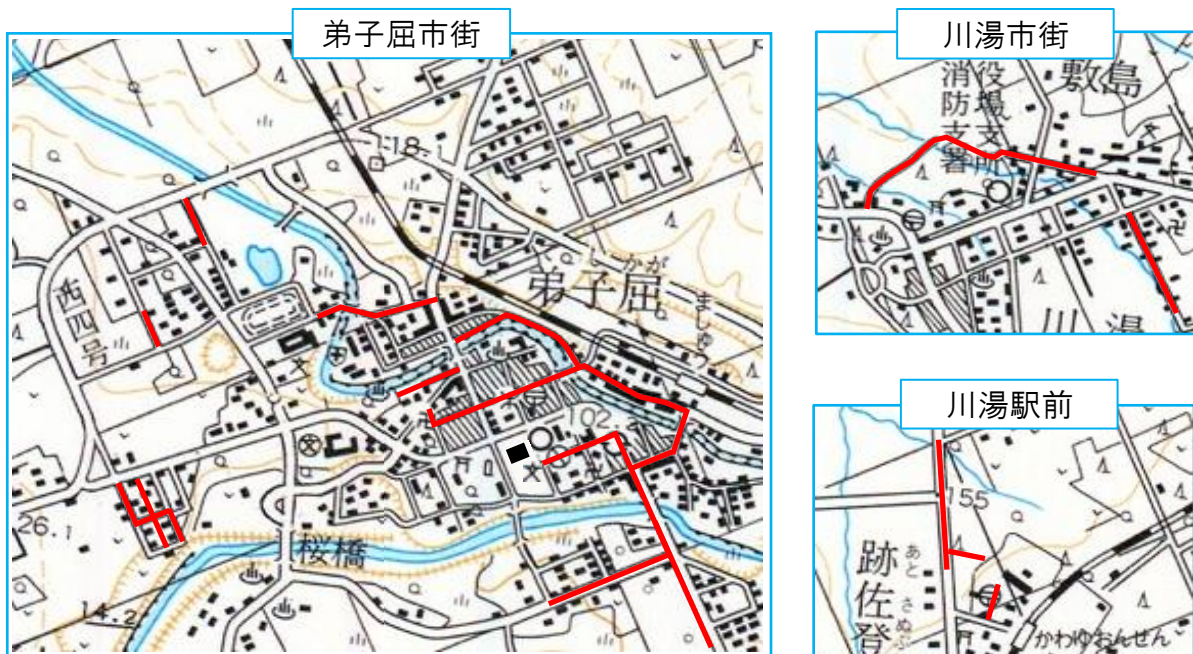 弟子屈市街
18.1
西四号
弟子屈
てしかが
ましゅう
102.
26.1
桜橋
14.2
川湯市街
役場支所
消防支署
敷島
川湯
川湯駅前
155
跡佐登
あとさぬぷ
かわゆおんせん